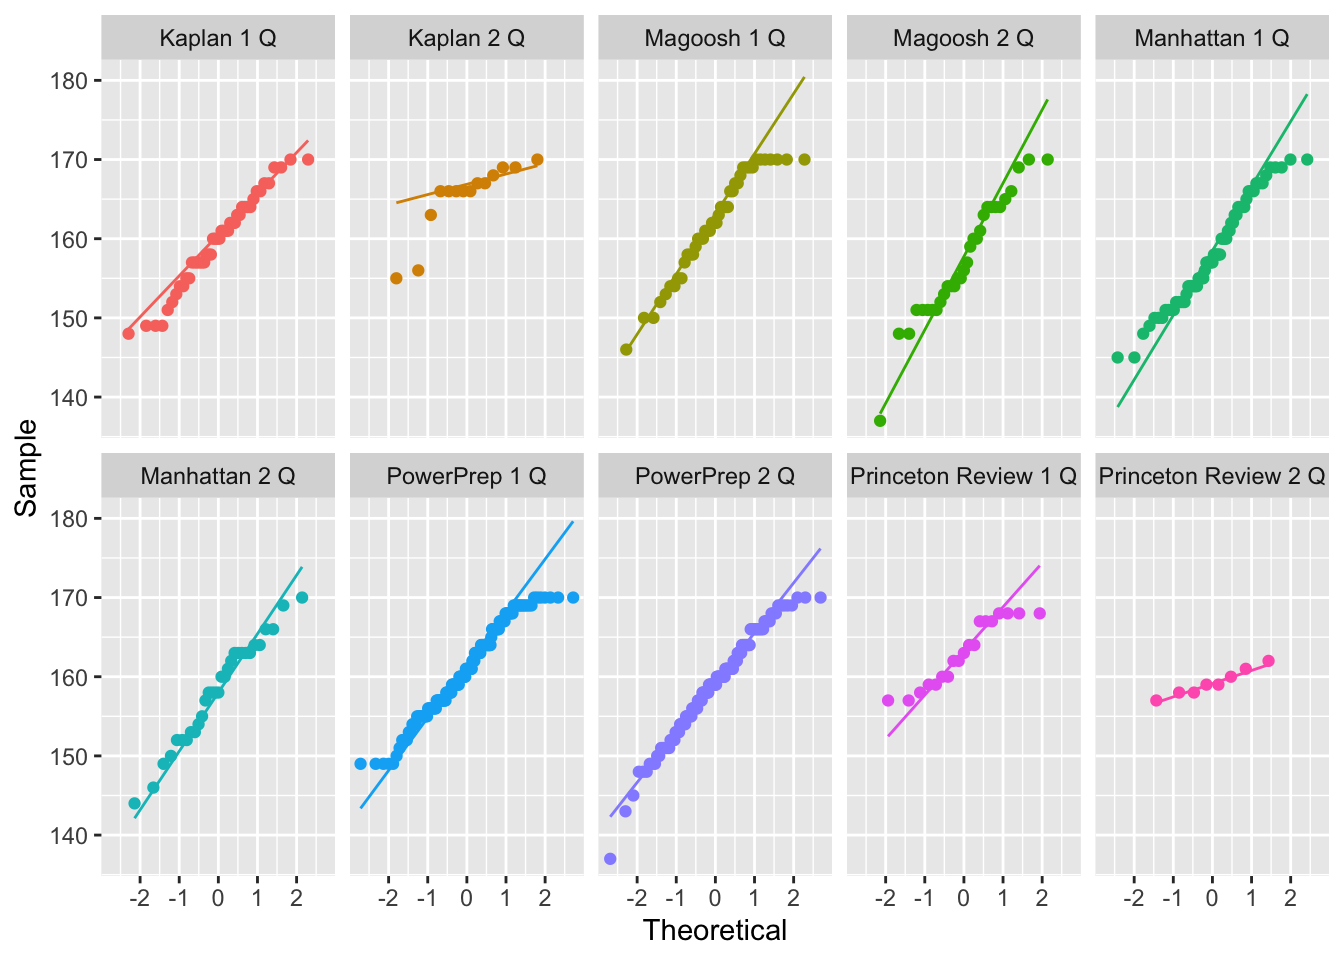 Kaplan 1 Q
Kaplan 2 Q
Magoosh 1 Q
Magoosh 2 Q
Manhattan 1 Q
180
170
160
150
140
Sample
Manhattan 2 Q
PowerPrep 1 Q
PowerPrep 2 Q
Princeton Review 1 Q
Princeton Review 2 Q
180
170
160
150
140
-2 -1 0 1 2
-2 -1 0 1 2
-2 -1 0 1 2
-2 -1 0 1 2
-2 -1 0 1 2
Theoretical